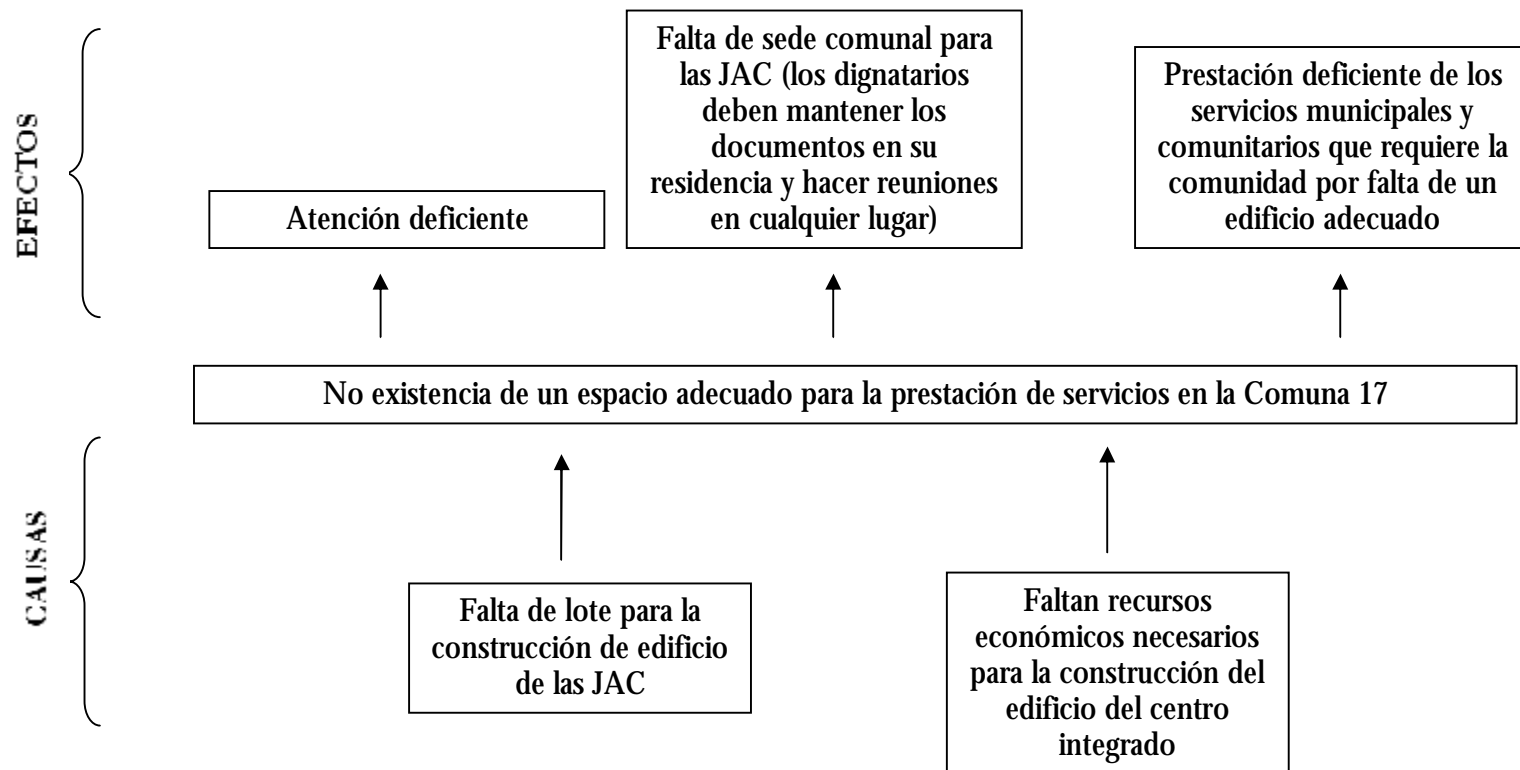 EFECTOS
Atención deficiente
Falta de sede comunal para
las JAC (los dignatarios
deben mantener los
documentos en su
residencia y hacer reuniones
en cualquier lugar)
Prestación deficiente de los
servicios municipales y
comunitarios que requiere la
comunidad por falta de un
edificio adecuado
No existencia de un espacio adecuado para la prestación de servicios en la Comuna 17
CAUSAS
Falta de lote para la
construcción de edificio
de las JAC
Faltan recursos
económicos necesarios
para la construcción del
edificio del centro
integrado